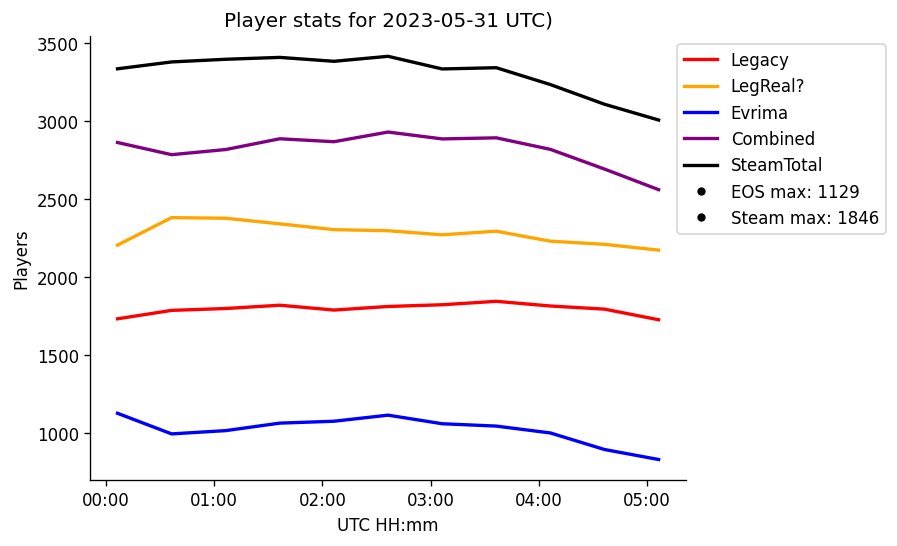 Player stats for 2023-05-31 UTC)
3500
3000
2500
2000
1500
1000
Players
00:00 01:00 02:00 03:00 04:00 05:00
UTC HH:mm
Legacy
LegReal?
Evrima
Combined
SteamTotal
EOS max: 1129
Steam max: 1846